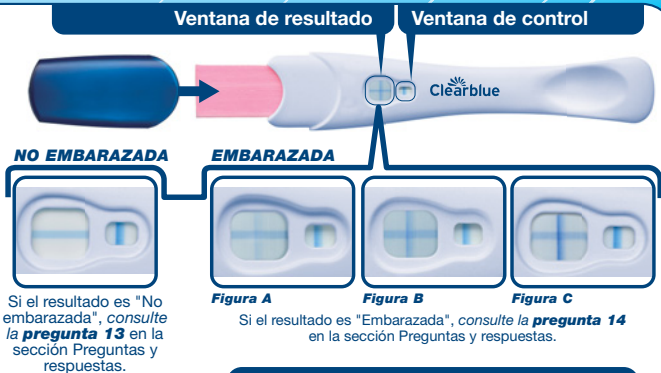 Ventana de resultado
Ventana de control
Clearblue
NO EMBARAZADA
EMBARAZADA
Si el resultado es "No
embarazada", consulte
la pregunta 13 en la
sección Preguntas y
respuestas.
Figura A
Figura B
Figura C
Si el resultado es "Embarazada", consulte la pregunta 14
en la sección Preguntas y respuestas.